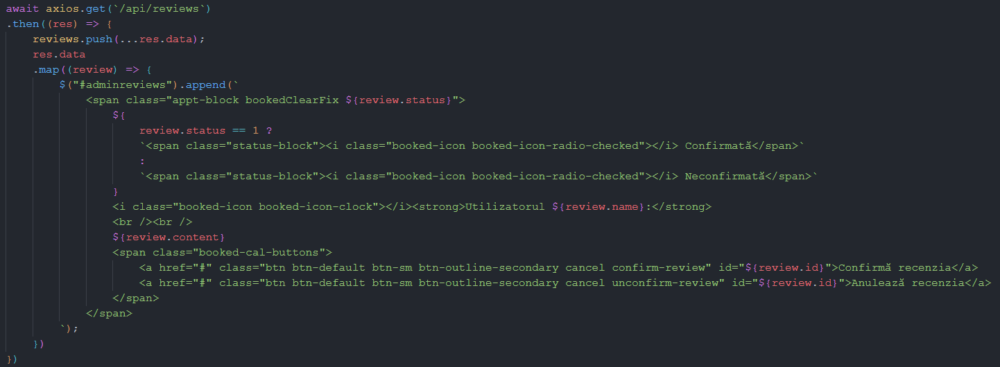 await axios.get(`/api/reviews`)
.then((res) => {
reviews.push(...res.data);
res.data
.map((review) => {
$("#adminreviews").append(`
<span class="appt-block bookedClearFix ${review.status}">
${
review.status == 1 ?
`<span class="status-block"><i class="booked-icon booked-icon-radio-checked"></i> Confirmată</span>`
:
`<span class="status-block"><i class="booked-icon booked-icon-radio-checked"></i> Neconfirmată</span>`
}
<i class="booked-icon booked-icon-clock"></i><strong>Utilizatorul ${review.name}:</strong>
<br /><br />
${review.content}
<span class="booked-cal-buttons">
<a href="#" class="btn btn-default btn-sm btn-outline-secondary cancel confirm-review" id="${review.id}">Confirmă recenzia</a>
<a href="#" class="btn btn-default btn-sm btn-outline-secondary cancel unconfirm-review" id="${review.id}">Anulează recenzia</a>
</span>
</span>
`);
})
})